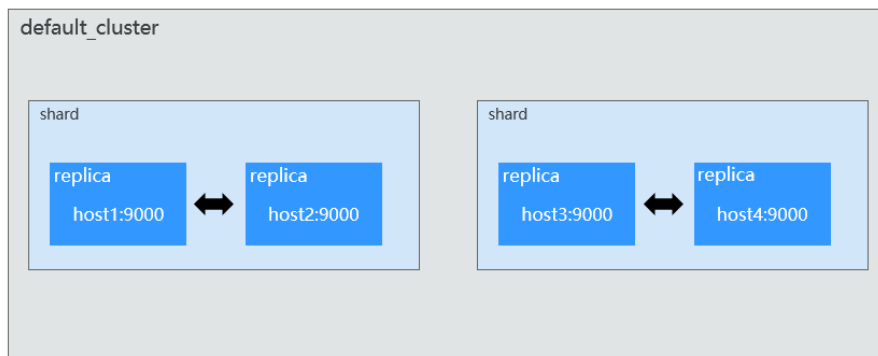 default_cluster
shard
replica
host1:9000
replica
host2:9000
shard
replica
host3:9000
replica
host4:9000